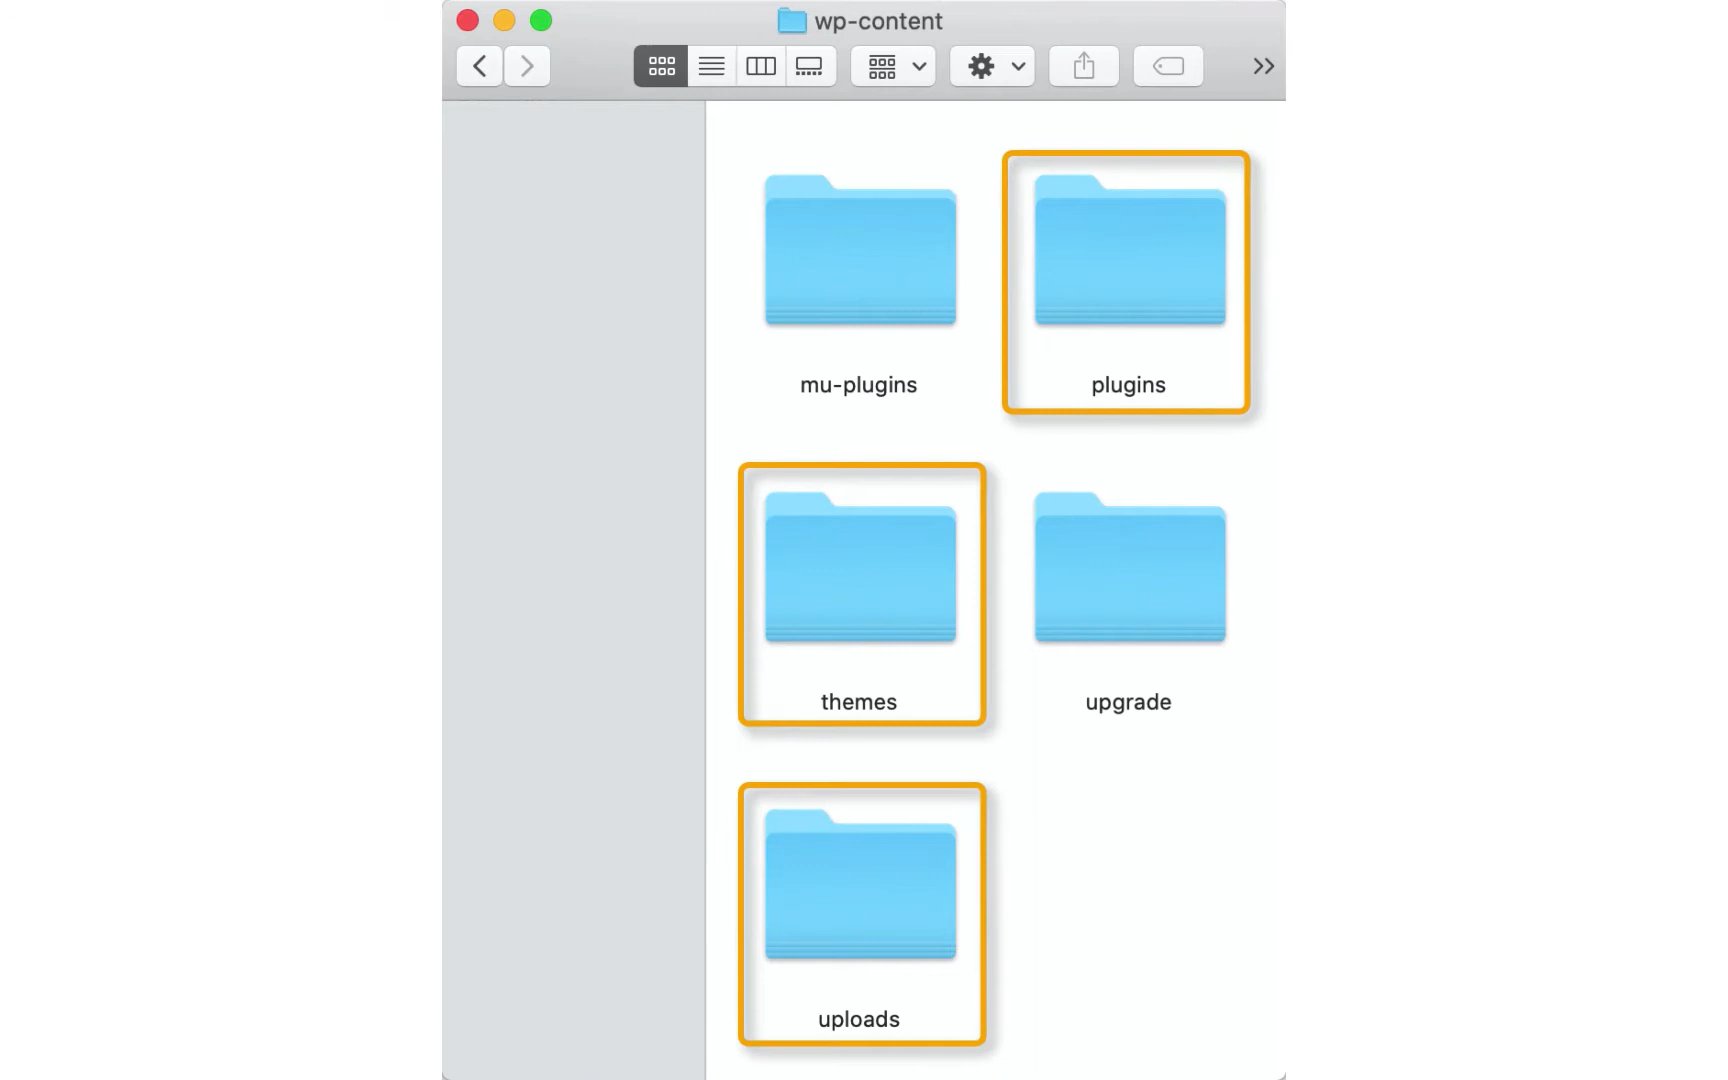 wp-content
mu-plugins
plugins
themes
upgrade
uploads